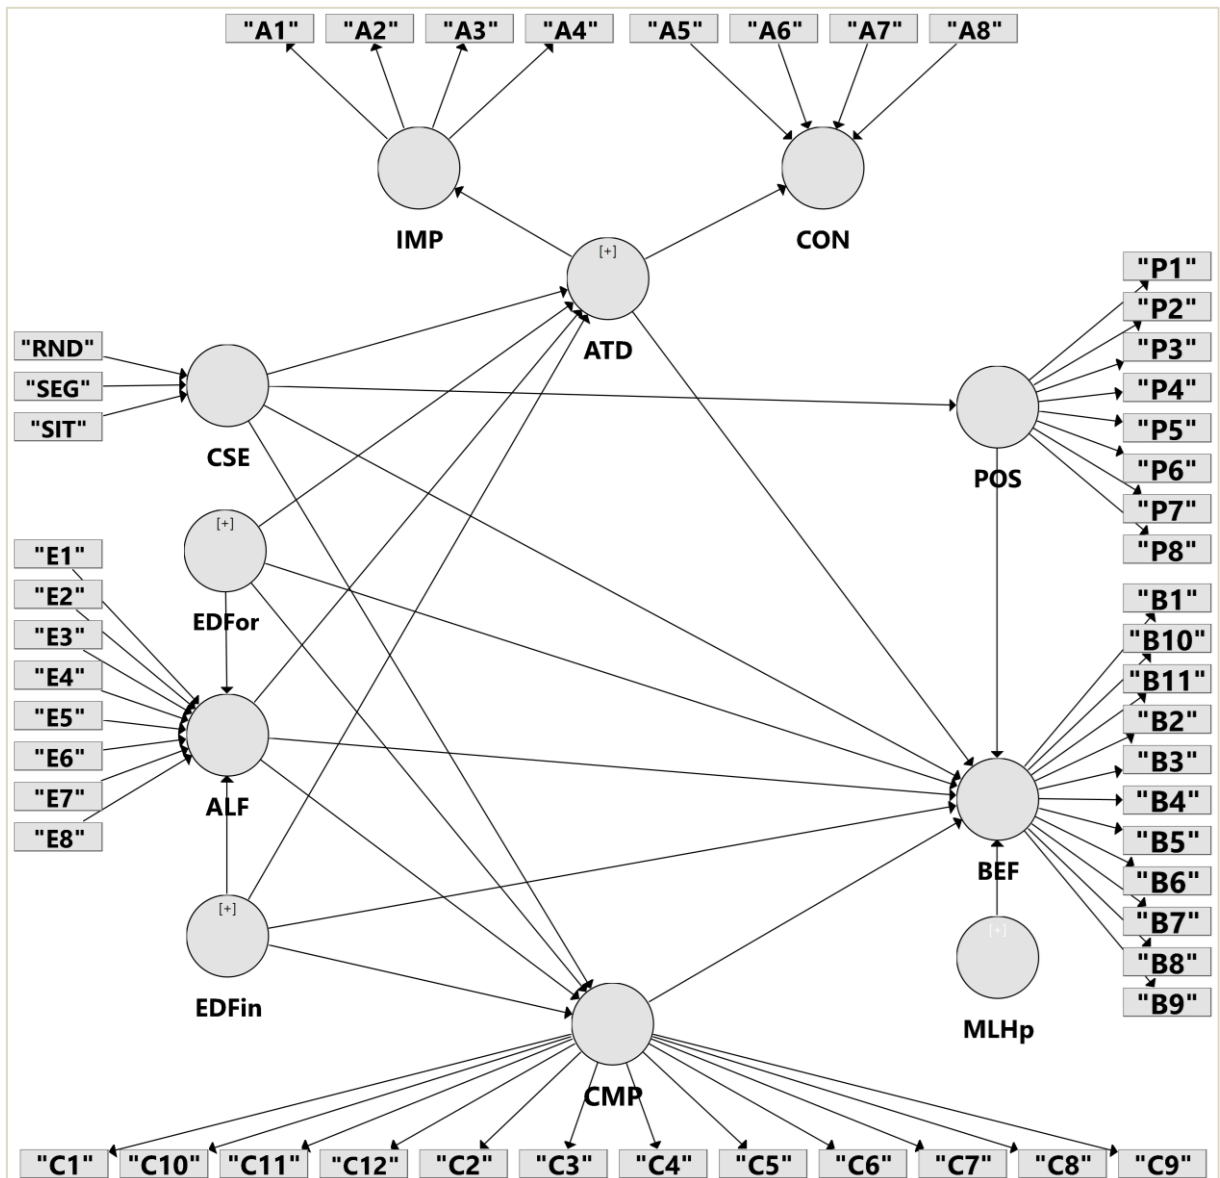 "A1" "A2" "A3" "A4" "A5" "A6" "A7" "A8"
IMP
CON
[+]
ATD
"RND"
"SEG"
"SIT"
CSE
"P1"
"P2"
"P3"
"P4"
"P5"
"P6"
"P7"
"P8"
POS
[+]
EDFor
"E1"
"E2"
"E3"
"E4"
"E5"
"E6"
"E7"
"E8"
ALF
"B1"
"B10"
"B11"
"B2"
"B3"
"B4"
"B5"
"B6"
"B7"
"B8"
"B9"
BEF
[+]
EDFin
[+]
MLHp
CMP
"C1" "C10" "C11" "C12" "C2" "C3" "C4" "C5" "C6" "C7" "C8" "C9"